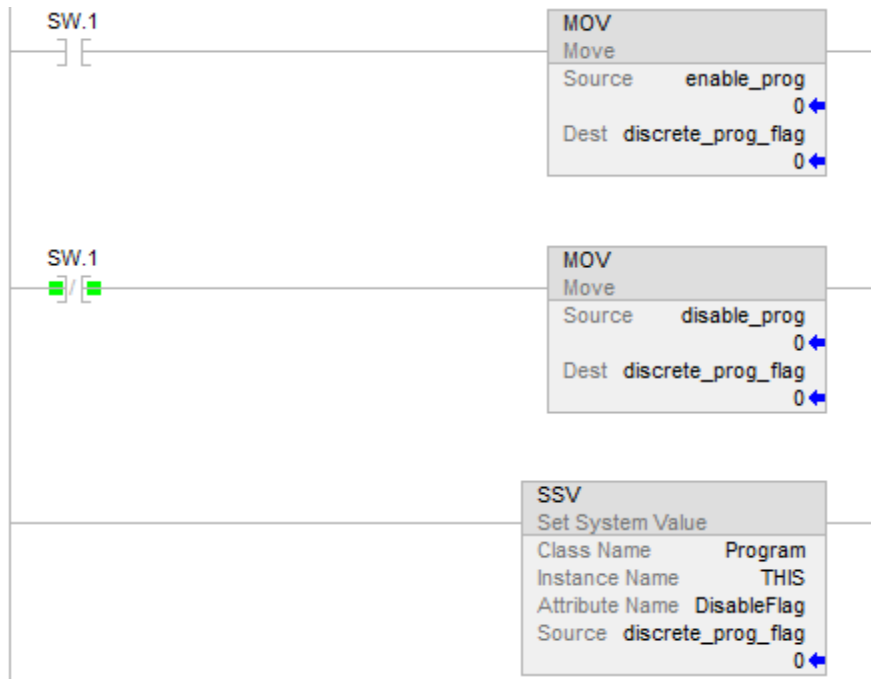 SW.1
MOV
Move
Source enable_prog
0
Dest discrete_prog_flag
0
SW.1
MOV
Move
Source disable_prog
0
Dest discrete_prog_flag
0
SSV
Set System Value
Class Name Program
Instance Name THIS
Attribute Name DisableFlag
Source discrete_prog_flag
0